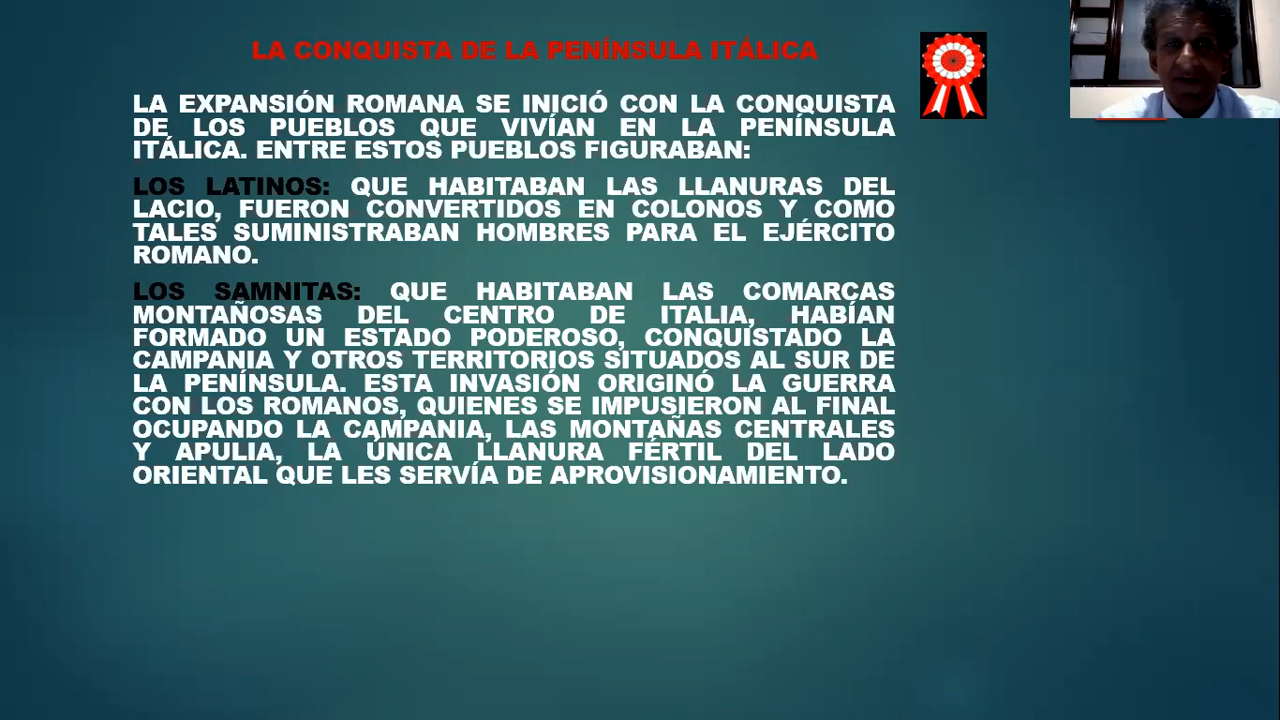 LA CONQUISTA DE LA PENÍNSULA ITÁLICA
LA EXPANSIÓN ROMANA SE INICIÓ CON LA CONQUISTA
DE LOS PUEBLOS QUE VIVÍAN EN LA PENÍNSULA
ITÁLICA. ENTRE ESTOS PUEBLOS FIGURABAN:
LOS LATINOS: QUE HABITABAN LAS LLANURAS DEL
LACIO, FUERON CONVERTIDOS EN COLONOS Y COMO
TALES SUMINISTRABAN HOMBRES PARA EL EJÉRCITO
ROMANO.
LOS SAMNITAS: QUE HABITABAN LAS COMARCAS
MONTAÑOSAS DEL CENTRO DE ITALIA, HABÍAN
FORMADO UN ESTADO PODEROSO, CONQUISTADO LA
CAMPANIA Y OTROS TERRITORIOS SITUADOS AL SUR DE
LA PENÍNSULA. ESTA INVASIÓN ORIGINÓ LA GUERRA
CON LOS ROMANOS, QUIENES SE IMPUSIERON AL FINAL
OCUPANDO LA CAMPANIA, LAS MONTAÑAS CENTRALES
Y APULIA, LA ÚNICA LLANURA FÉRTIL DEL LADO
ORIENTAL QUE LES SERVÍA DE APROVISIONAMIENTO.